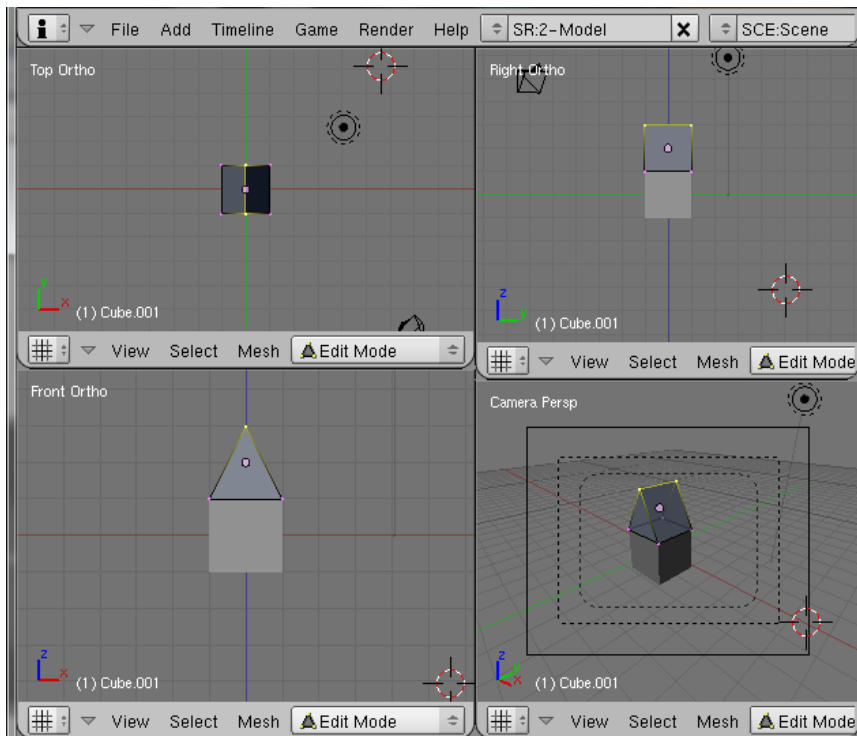 File Add Timeline Game Render Help SR:2-Model SCE:Scene
Top Ortho
y
x
(1) Cube.001
View Select Mesh Edit Mode
Right Ortho
z
y
(1) Cube.001
View Select Mesh Edit Mode
Front Ortho
z
x
(1) Cube.001
View Select Mesh Edit Mode
Camera Persp
z
y
x
(1) Cube.001
View Select Mesh Edit Mode